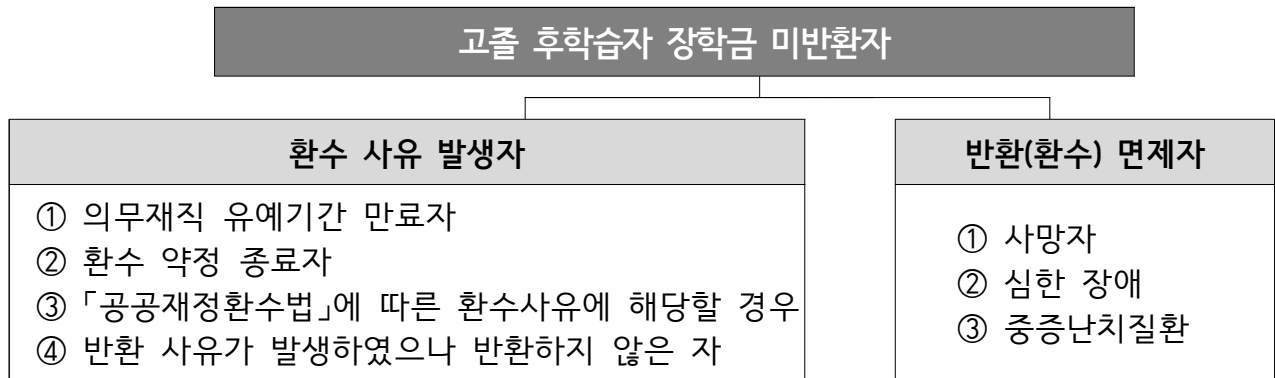 고졸 후학습자 장학금 미반환자
환수 사유 발생자
① 의무재직 유예기간 만료자
② 환수 약정 종료자
③ 「공공재정환수법」에 따른 환수사유에 해당할 경우
④ 반환 사유가 발생하였으나 반환하지 않은 자
반환(환수) 면제자
① 사망자
② 심한 장애
③ 중증난치질환